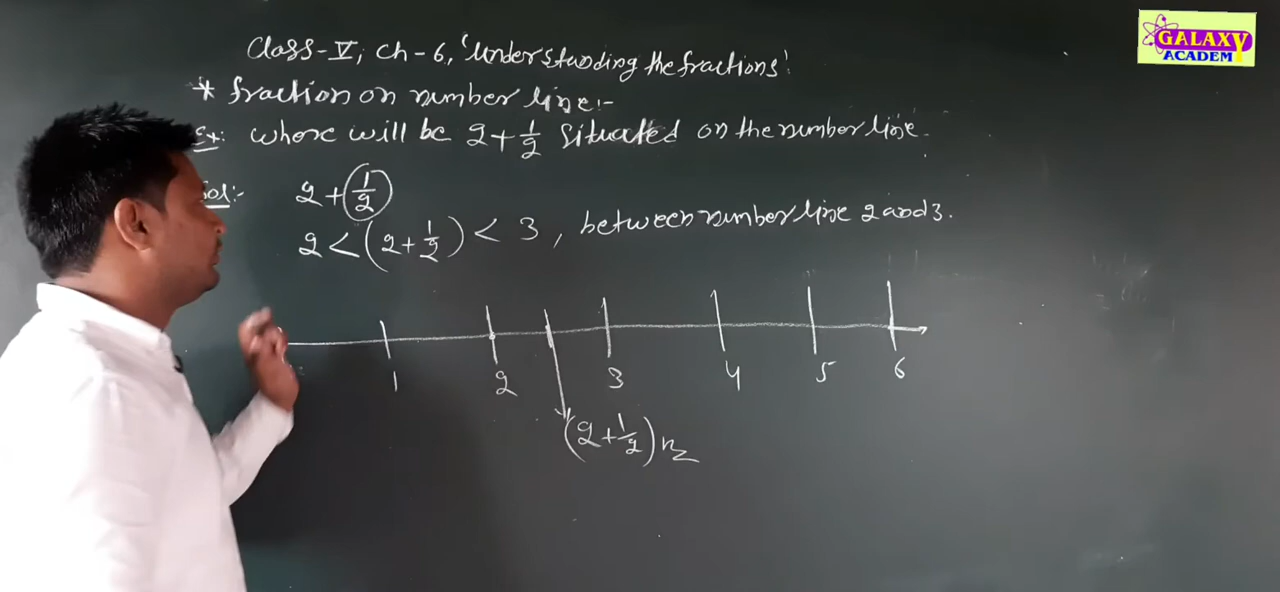 Class-V, Ch-6, 'Understanding the fractions'.
* fraction on number line:-
Ex: Where will be 2+1/2 situated on the number line.
Sol:- 2+(1/2)
2<(2+1/2)<3, between number line 2 and 3.
1 2 3 4 5 6
(2+1/2)
GALAXY
ACADEM